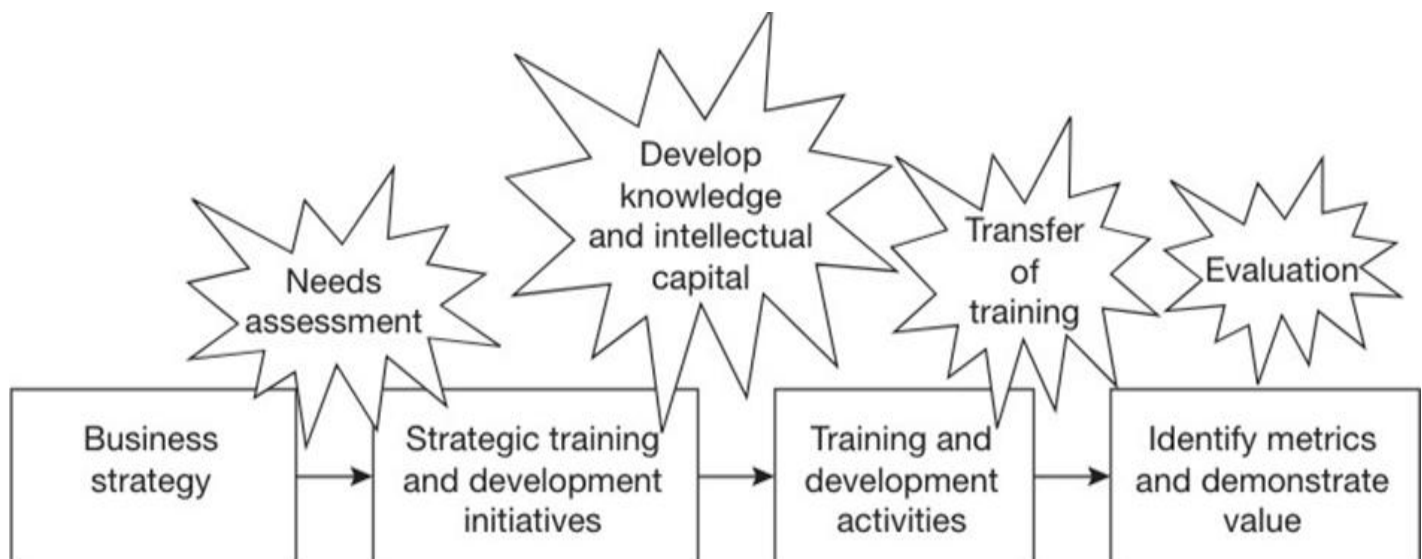 Develop
knowledge
and intellectual
capital
Needs
assessment
Transfer
of
training
Evaluation
Business
strategy
Strategic training
and development
initiatives
Training and
development
activities
Identify metrics
and demonstrate
value